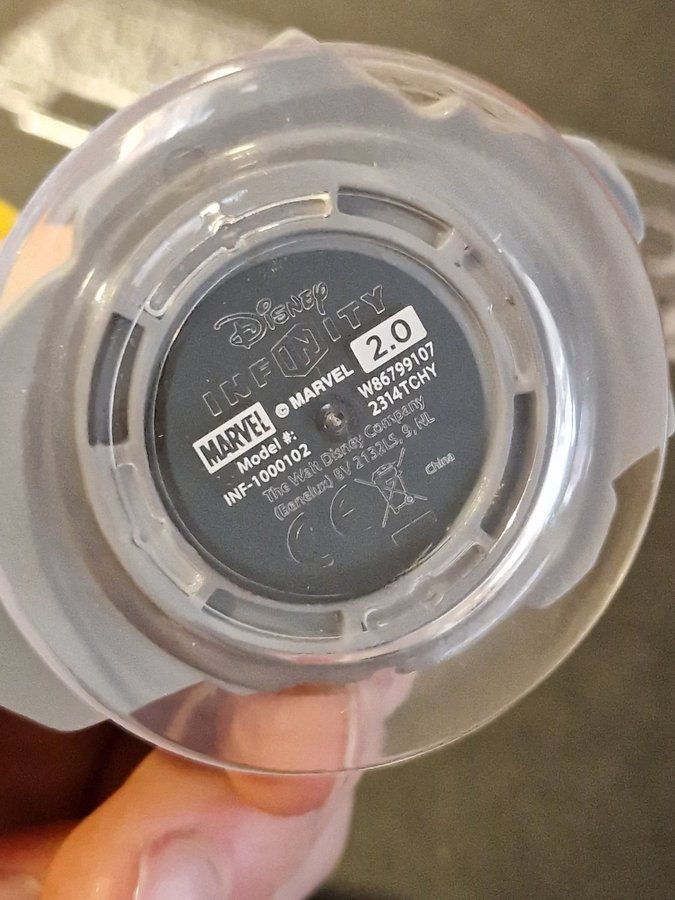 Disney
INFINITY
2.0
MARVEL © MARVEL W86799107
Model #: 2314TCHY
INF-1000102
The Walt Disney Company
(Benelux) BV 2132LS, 9, NL
CE
China